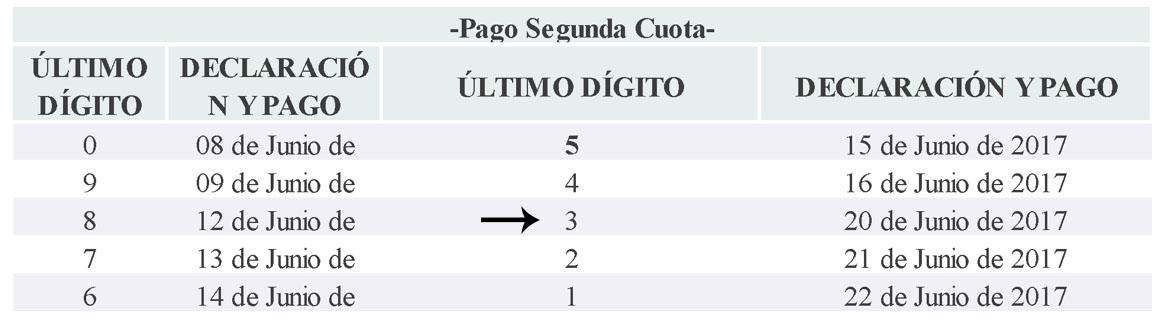 -Pago Segunda Cuota-
ÚLTIMO DÍGITO DECLARACIÓ N Y PAGO ÚLTIMO DÍGITO DECLARACIÓN Y PAGO
0 08 de Junio de 5 15 de Junio de 2017
9 09 de Junio de 4 16 de Junio de 2017
8 12 de Junio de 3 20 de Junio de 2017
7 13 de Junio de 2 21 de Junio de 2017
6 14 de Junio de 1 22 de Junio de 2017